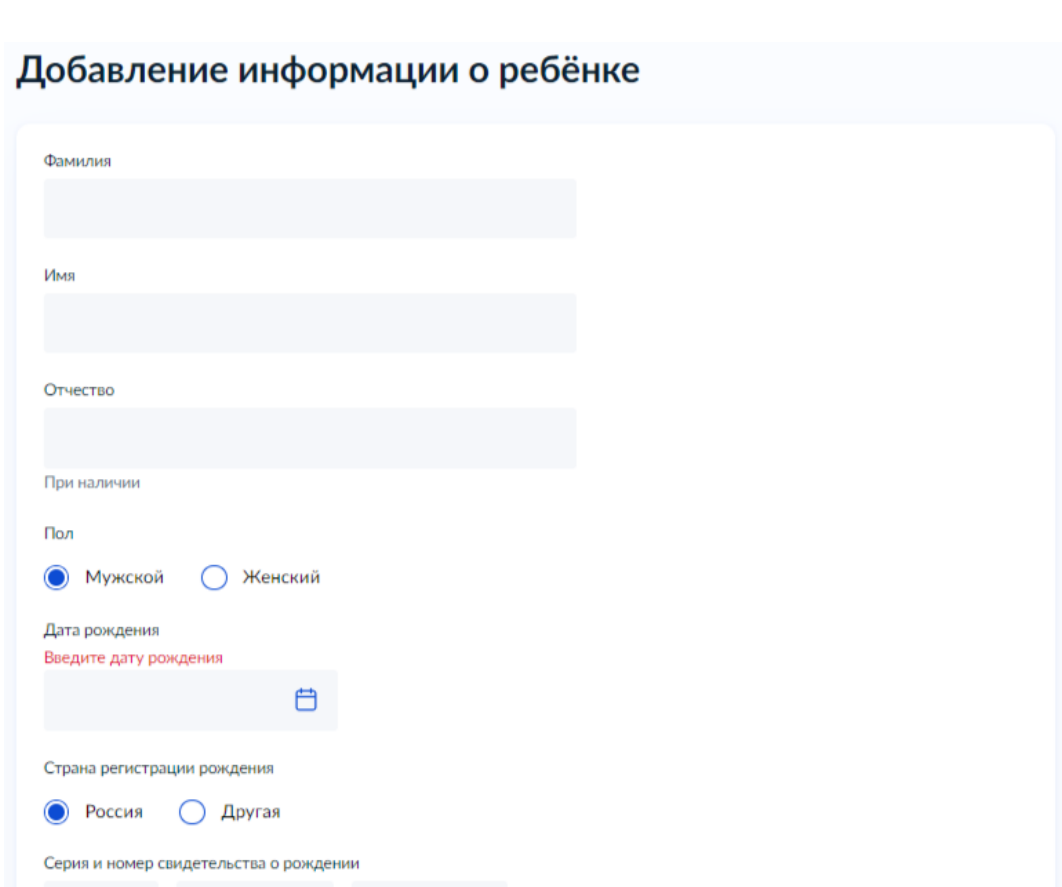 Добавление информации о ребёнке
Фамилия
Имя
Отчество
При наличии
Пол
Мужской Женский
Дата рождения
Введите дату рождения
Страна регистрации рождения
Россия Другая
Серия и номер свидетельства о рождении